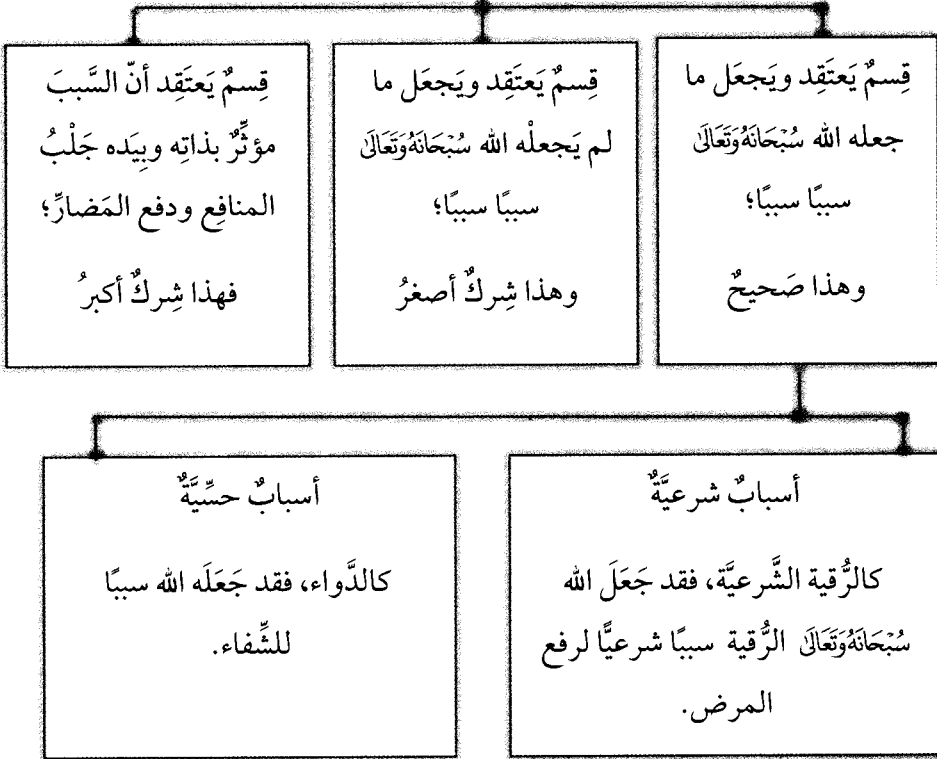 قِسمٌ يَعتَقِد ويَجعَل ما
جعله الله سُبْحَانَهُ وَتَعَالَىٰ
سببًا سببًا؛
وهذا صَحيحٌ
قِسمٌ يَعتَقِد ويَجعَل ما
لم يَجعلْه الله سُبْحَانَهُ وَتَعَالَىٰ
سببًا سببًا؛
وهذا شِركٌ أصغرُ
قِسمٌ يَعتَقِد أنّ السَّببَ
مؤثِّرٌ بذاتِه وبِيَده جَلْبُ
المنافِع ودفع المَضارِّ؛
فهذا شِركٌ أكبرُ
أسبابٌ شرعيَّةٌ
كالرُّقية الشَّرعيَّة، فقد جَعَلَ الله
سُبْحَانَهُ وَتَعَالَىٰ الرُّقية سببًا شرعيًّا لرفع
المرض.
أسبابٌ حسِّيَّةٌ
كالدَّواء، فقد جَعَلَه الله سببًا
للشِّفاء.